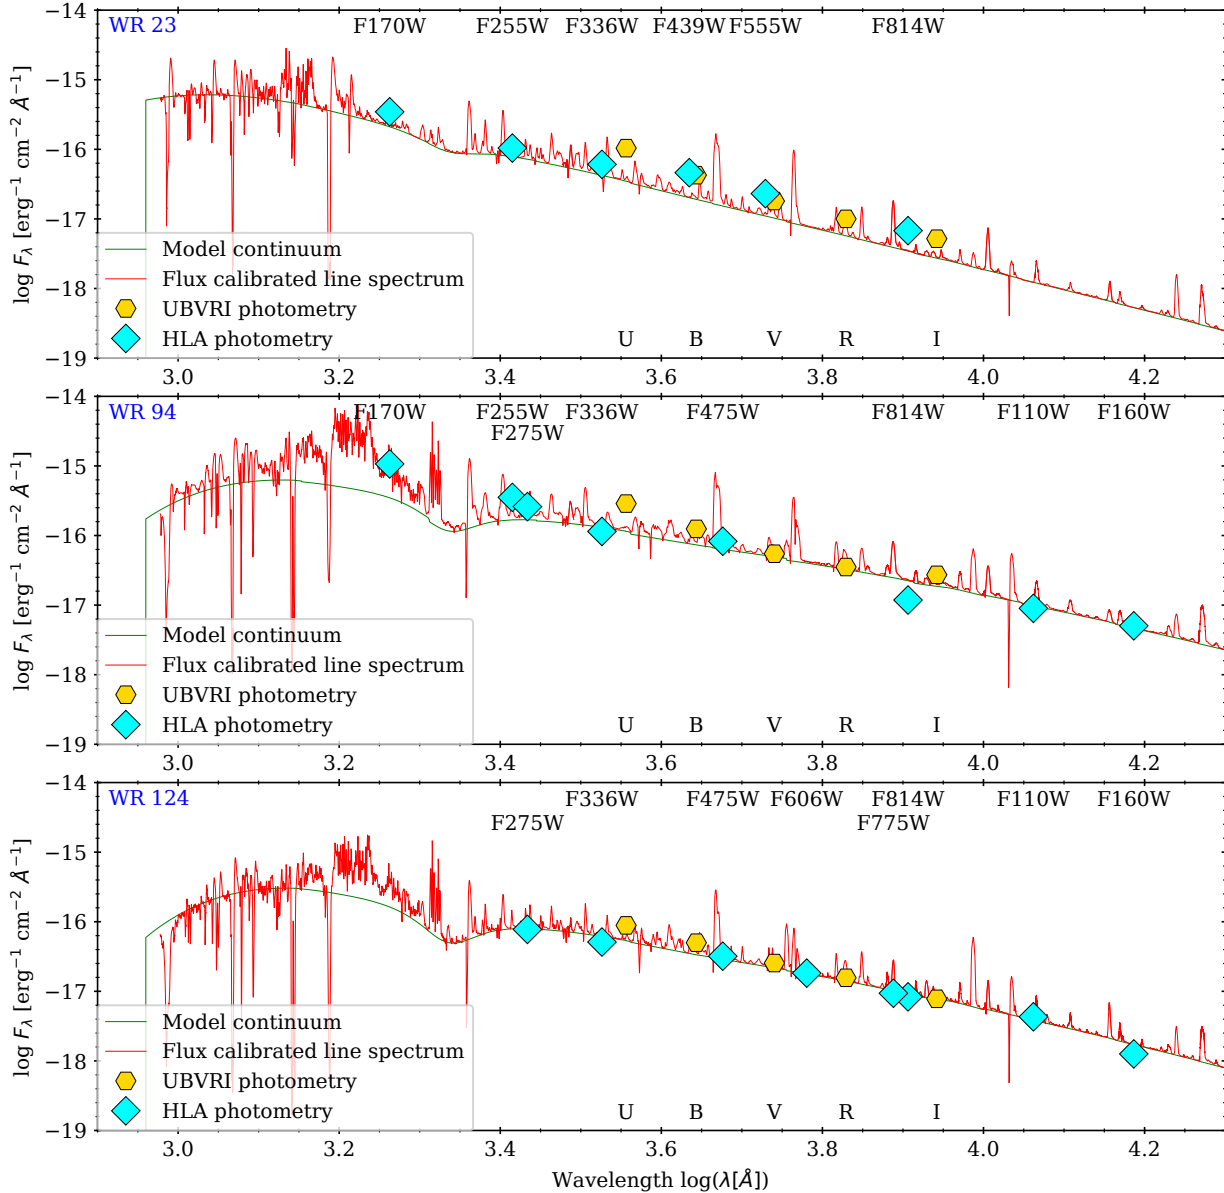 WR 23
F170W F255W F336W F439W F555W F814W
−14
−15
−16
−17
−18
−19
log Fλ [erg⁻¹ cm⁻² Å⁻¹]
Model continuum
Flux calibrated line spectrum
UBVRI photometry
HLA photometry
U B V R I
3.0 3.2 3.4 3.6 3.8 4.0 4.2
WR 94
F170W F255W F336W F475W F814W F110W F160W
F275W
−14
−15
−16
−17
−18
−19
log Fλ [erg⁻¹ cm⁻² Å⁻¹]
Model continuum
Flux calibrated line spectrum
UBVRI photometry
HLA photometry
U B V R I
3.0 3.2 3.4 3.6 3.8 4.0 4.2
WR 124
F336W F475W F606W F814W F110W F160W
F275W F775W
−14
−15
−16
−17
−18
−19
log Fλ [erg⁻¹ cm⁻² Å⁻¹]
Model continuum
Flux calibrated line spectrum
UBVRI photometry
HLA photometry
U B V R I
3.0 3.2 3.4 3.6 3.8 4.0 4.2
Wavelength log(λ[Å])